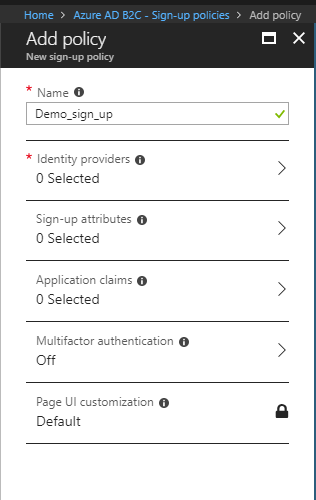 Home > Azure AD B2C - Sign-up policies > Add policy
Add policy
New sign-up policy
* Name
Demo_sign_up
* Identity providers
0 Selected
Sign-up attributes
0 Selected
Application claims
0 Selected
Multifactor authentication
Off
Page UI customization
Default